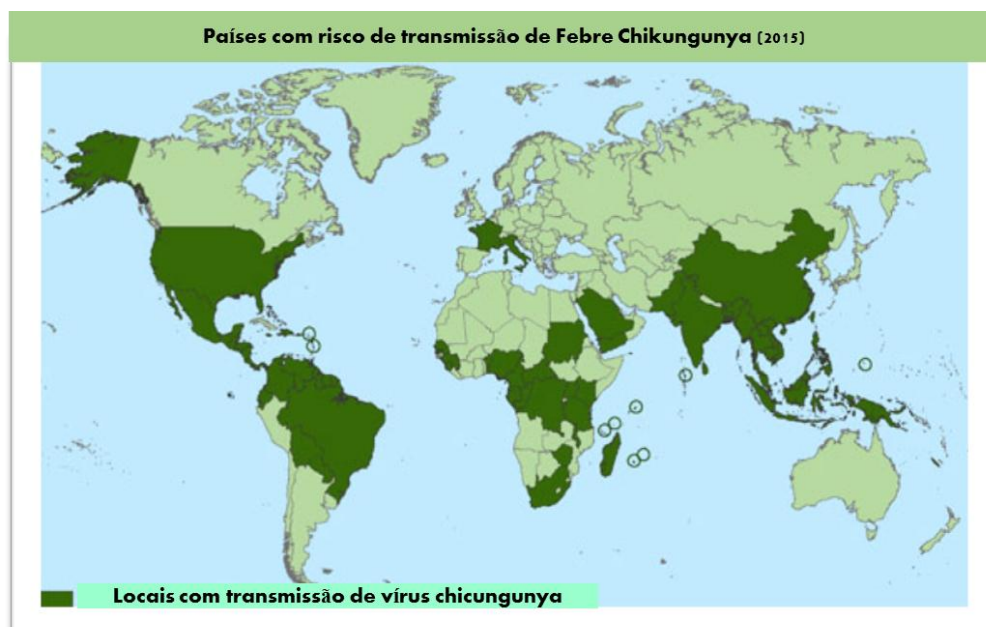 Países com risco de transmissão de Febre Chikungunya (2015)
Locais com transmissão de vírus chicungunya